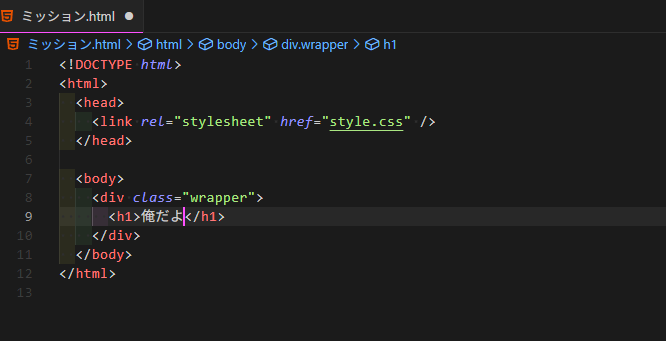 ミッション.html
ミッション.html > html > body > div.wrapper > h1
1 <!DOCTYPE html>
2 <html>
3 <head>
4 <link rel="stylesheet" href="style.css" />
5 </head>
6
7 <body>
8 <div class="wrapper">
9 <h1>俺だよ</h1>
10 </div>
11 </body>
12 </html>
13